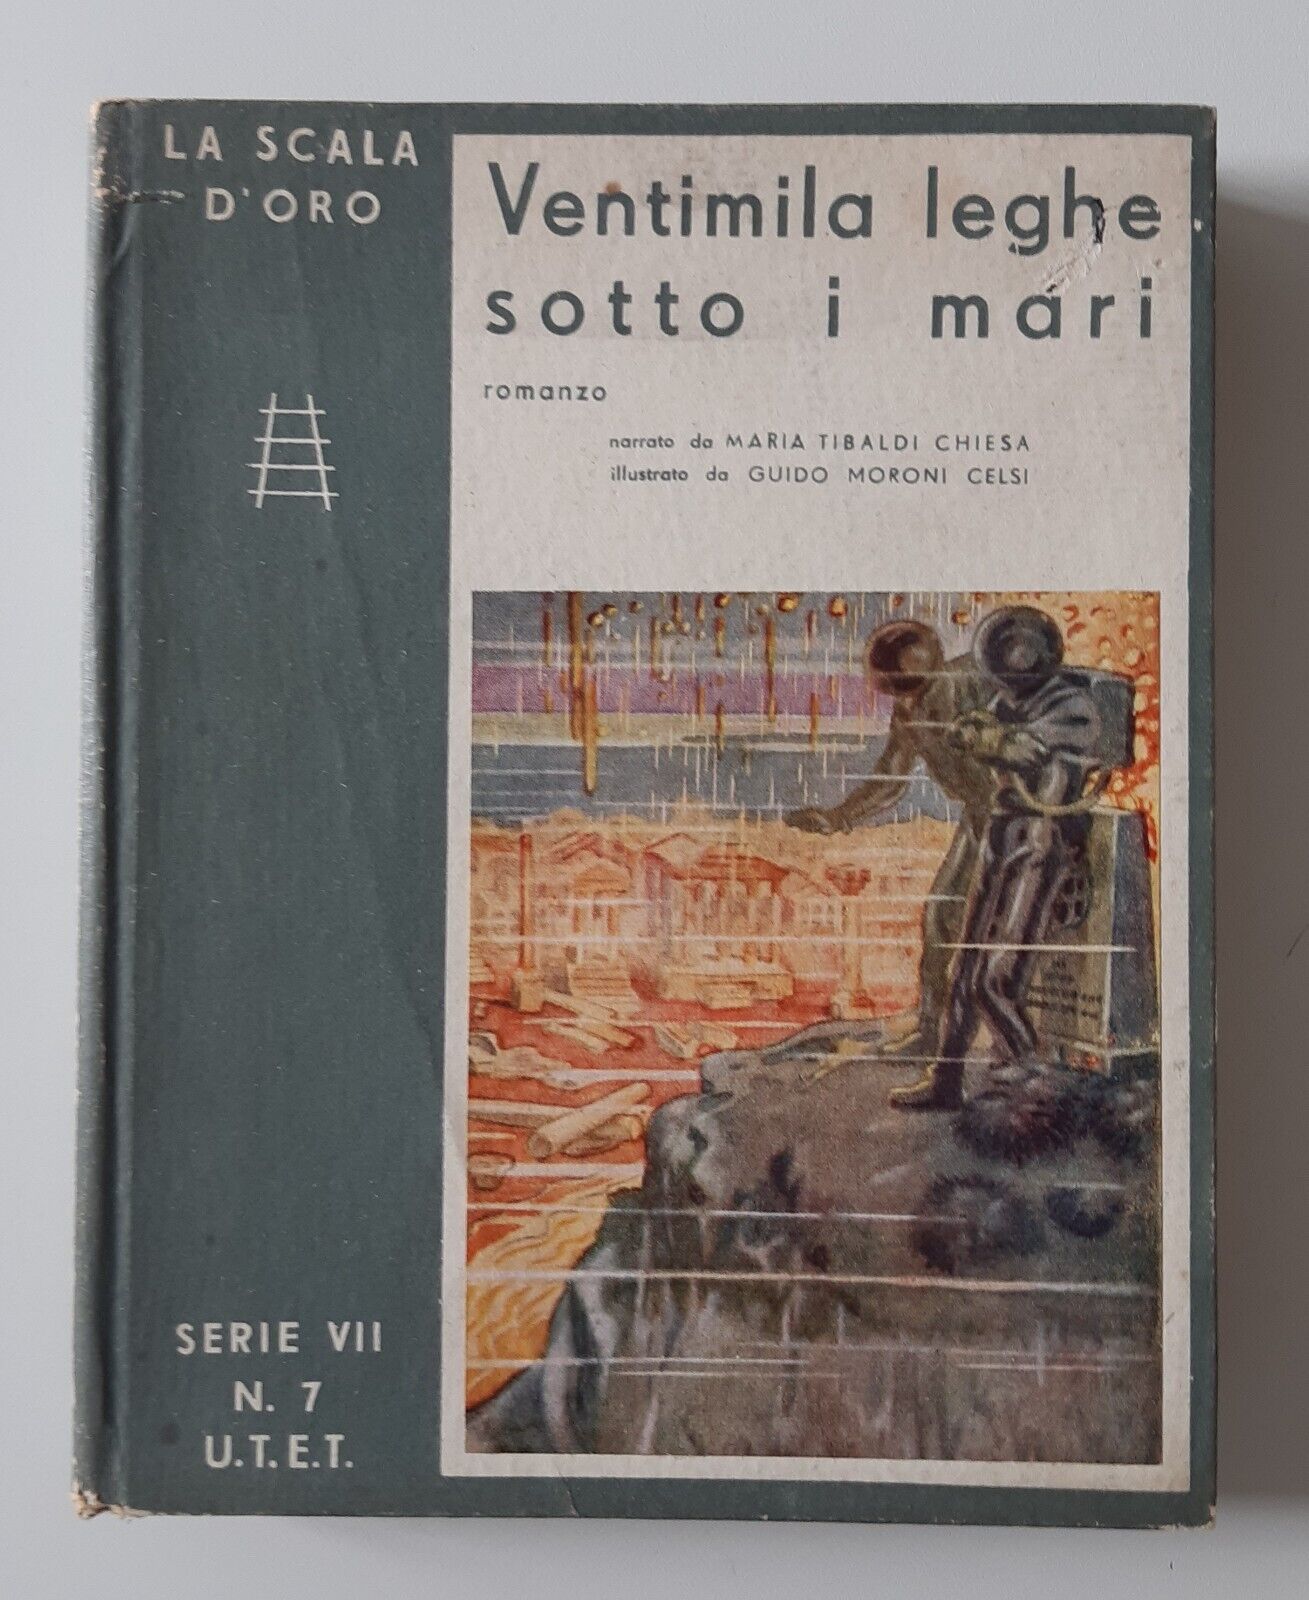 LA SCALA
D'ORO
Ventimila leghe
sotto i mari
romanzo
narrato da MARIA TIBALDI CHIESA
illustrato da GUIDO MORONI CELSI
SERIE VII
N. 7
U.T.E.T.